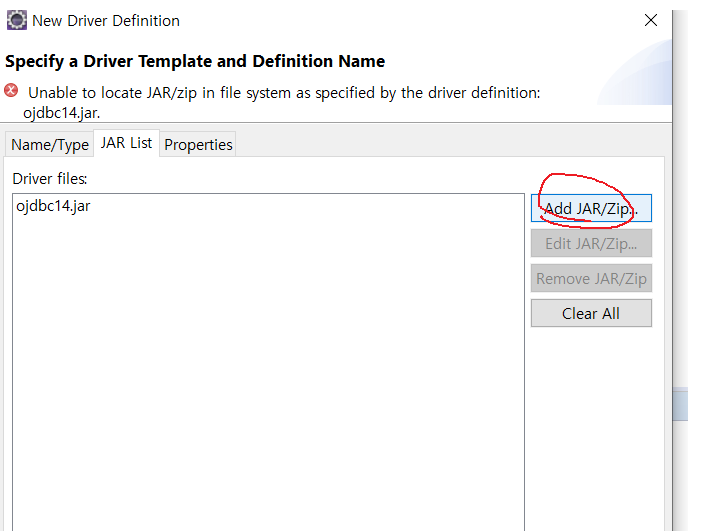 New Driver Definition
Specify a Driver Template and Definition Name
Unable to locate JAR/zip in file system as specified by the driver definition:
ojdbc14.jar.
Name/Type JAR List Properties
Driver files:
ojdbc14.jar
Add JAR/Zip...
Edit JAR/Zip...
Remove JAR/Zip
Clear All